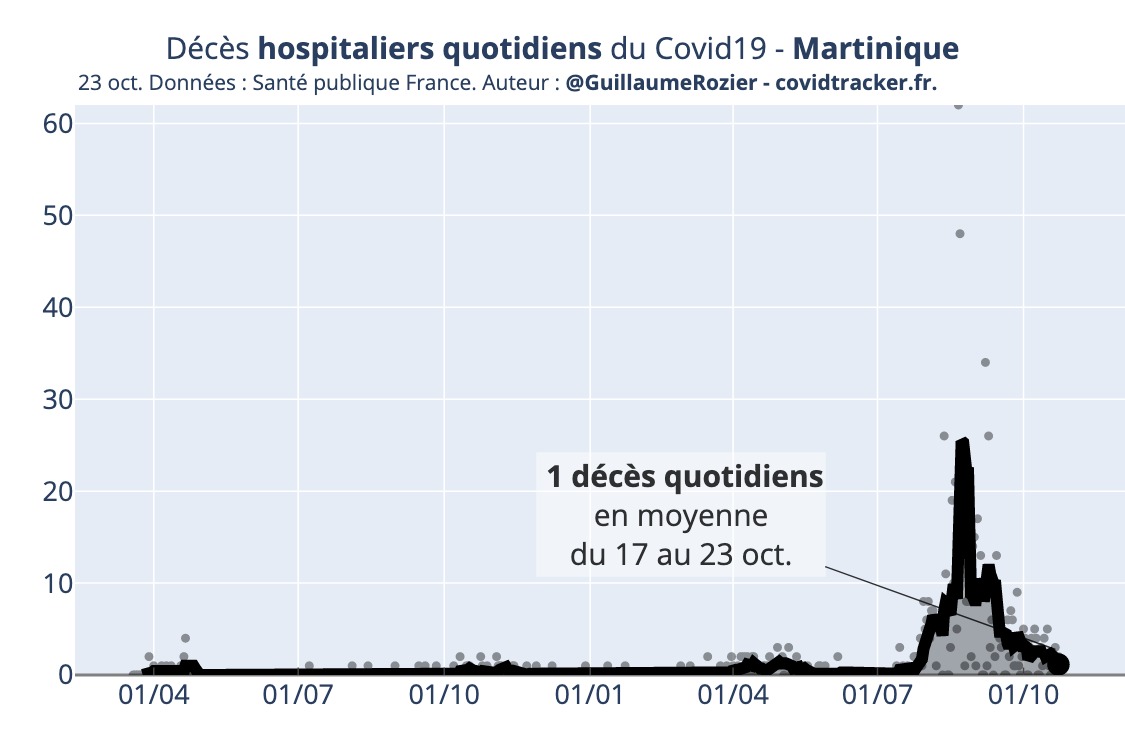 Décès hospitaliers quotidiens du Covid19 - Martinique
23 oct. Données : Santé publique France. Auteur : @GuillaumeRozier - covidtracker.fr.
60
50
40
30
20
10
0
1 décès quotidiens
en moyenne
du 17 au 23 oct.
01/04 01/07 01/10 01/01 01/04 01/07 01/10